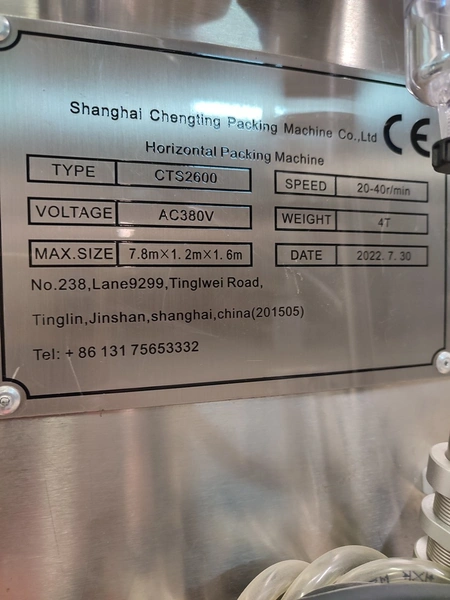 Shanghai Chengting Packing Machine Co.,Ltd CE
Horizontal Packing Machine
TYPE CTS2600 SPEED 20-40r/min
VOLTAGE AC380V WEIGHT 4T
MAX.SIZE 7.8m×1.2m×1.6m DATE 2022.7.30
No.238,Lane9299,Tinglwei Road,
Tinglin,Jinshan,shanghai,china(201505)
Tel: + 86 131 75653332